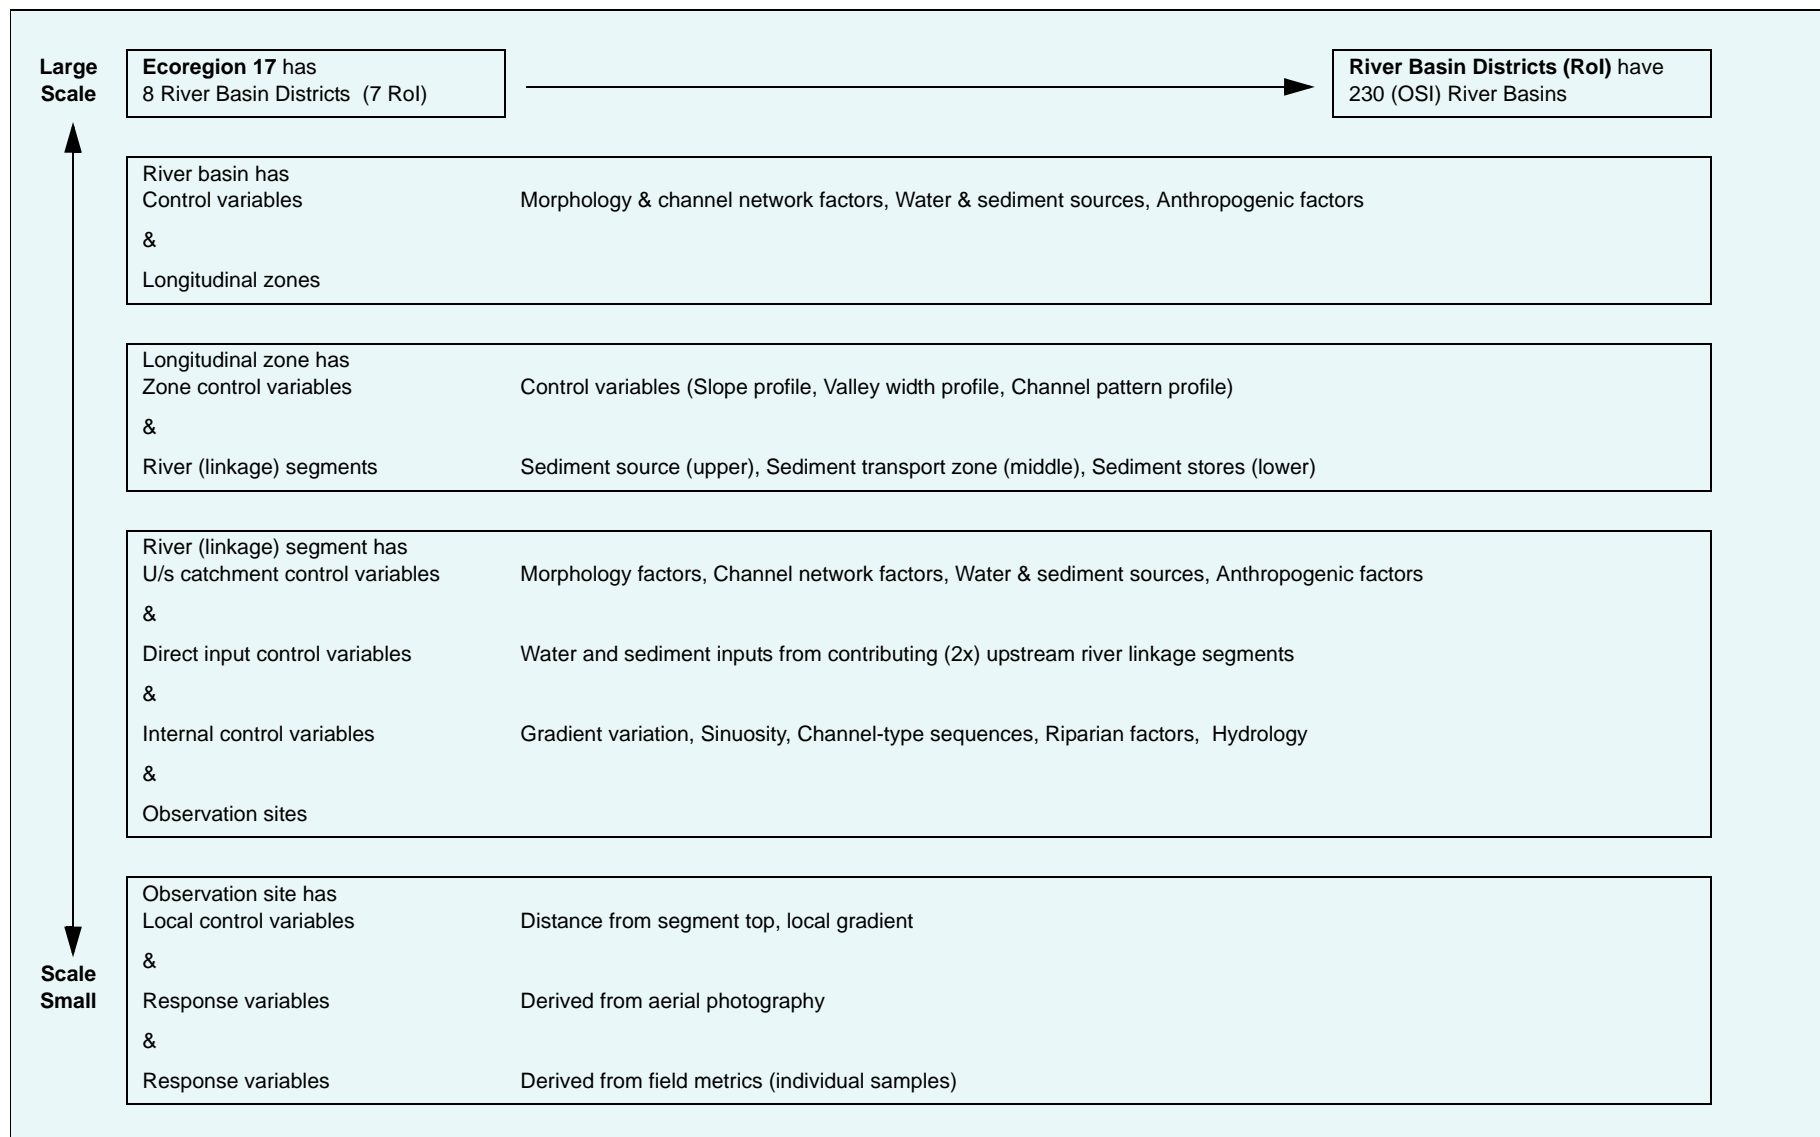 Large
Scale
Ecoregion 17 has
8 River Basin Districts (7 RoI)
River Basin Districts (RoI) have
230 (OSI) River Basins
River basin has
Control variables Morphology & channel network factors, Water & sediment sources, Anthropogenic factors
&
Longitudinal zones
Longitudinal zone has
Zone control variables Control variables (Slope profile, Valley width profile, Channel pattern profile)
&
River (linkage) segments Sediment source (upper), Sediment transport zone (middle), Sediment stores (lower)
River (linkage) segment has
U/s catchment control variables Morphology factors, Channel network factors, Water & sediment sources, Anthropogenic factors
&
Direct input control variables Water and sediment inputs from contributing (2x) upstream river linkage segments
&
Internal control variables Gradient variation, Sinuosity, Channel-type sequences, Riparian factors, Hydrology
&
Observation sites
Observation site has
Local control variables Distance from segment top, local gradient
&
Scale
Small
Response variables Derived from aerial photography
&
Response variables Derived from field metrics (individual samples)